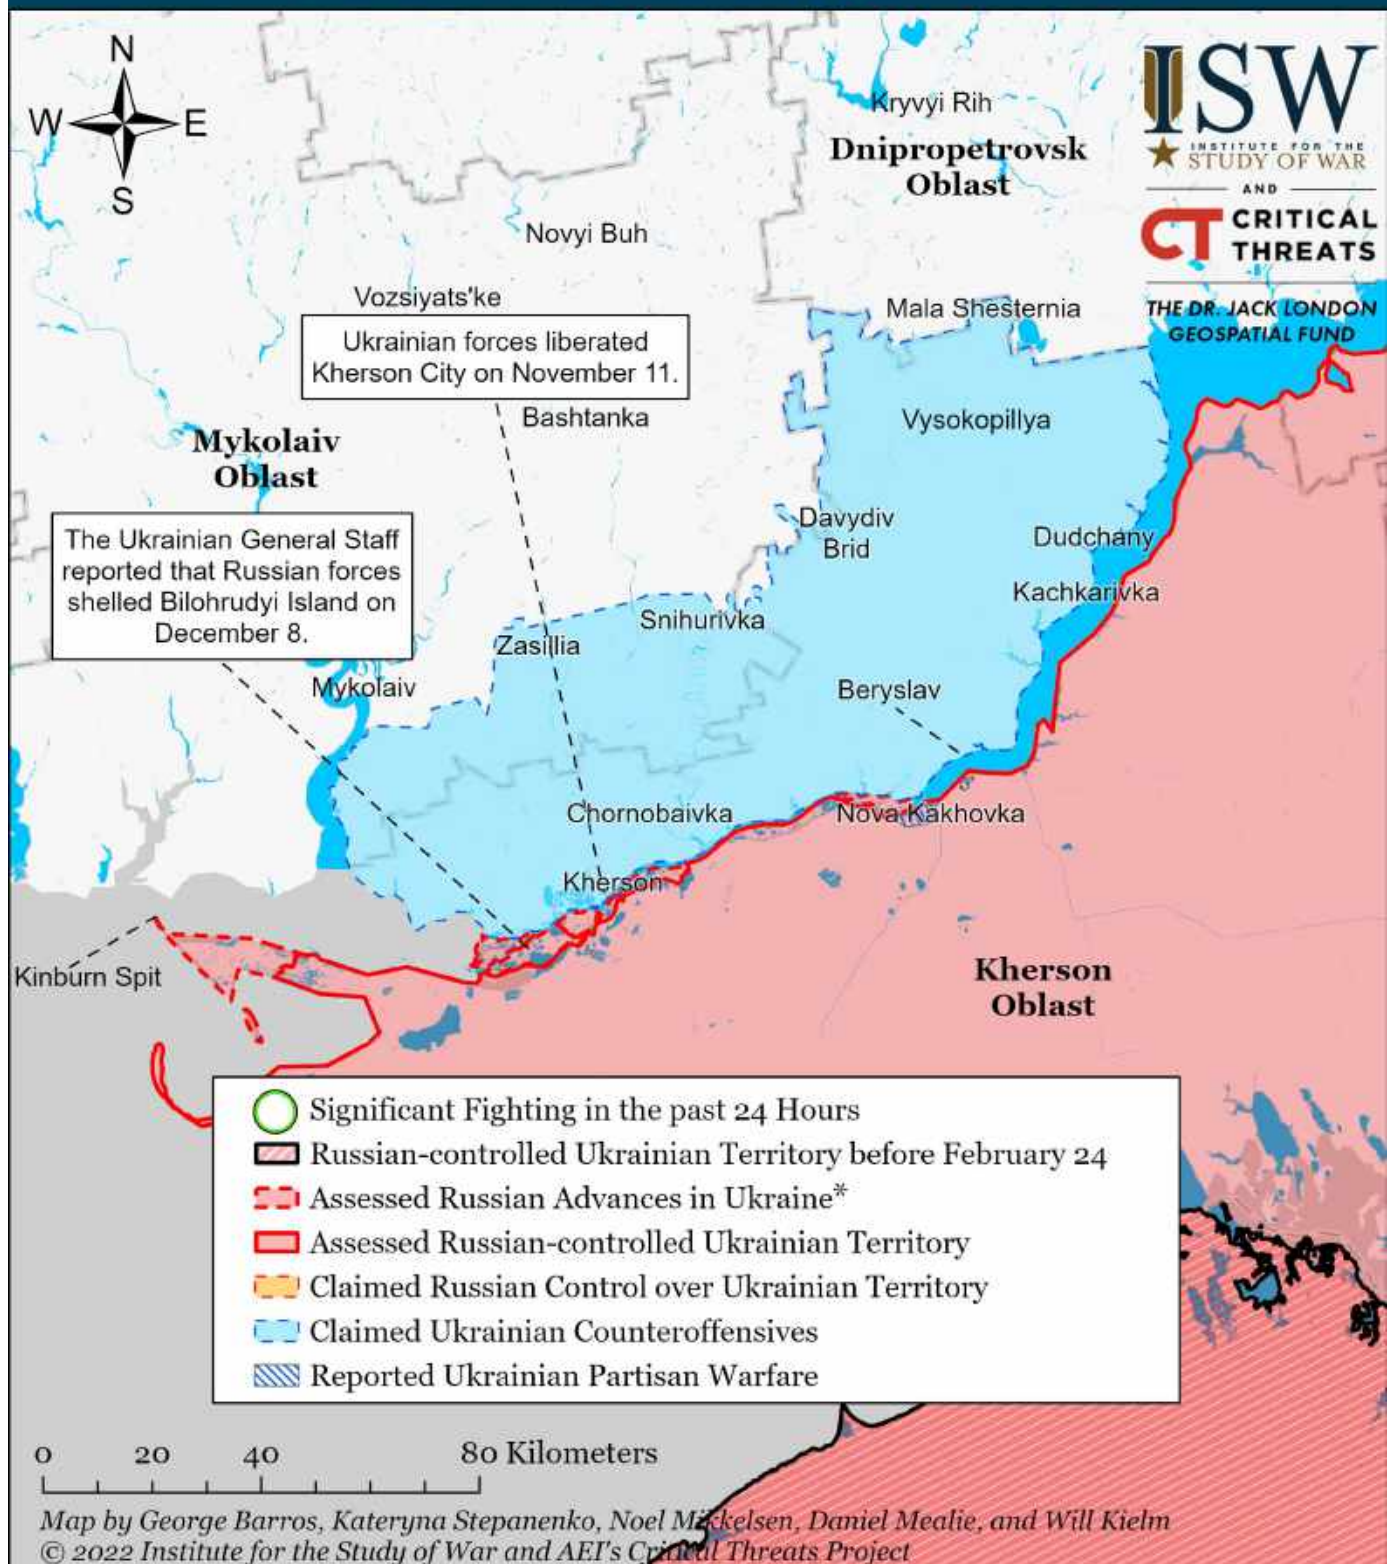 N
W E
S
ISW
INSTITUTE FOR THE
STUDY OF WAR
AND
CT CRITICAL
THREATS
THE DR. JACK LONDON
GEOSPATIAL FUND
Kryvyi Rih
Dnipropetrovsk
Oblast
Novyi Buh
Vozsiyats'ke
Mala Shesternia
Ukrainian forces liberated
Kherson City on November 11.
Bashtanka
Vysokopillya
Mykolaiv
Oblast
The Ukrainian General Staff
reported that Russian forces
shelled Bilohrudyi Island on
December 8.
Davydiv
Brid
Dudchany
Kachkarivka
Snihurivka
Zasillia
Mykolaiv
Beryslav
Chornobaivka
Nova Kakhovka
Kherson
Kinburn Spit
Kherson
Oblast
Significant Fighting in the past 24 Hours
Russian-controlled Ukrainian Territory before February 24
Assessed Russian Advances in Ukraine*
Assessed Russian-controlled Ukrainian Territory
Claimed Russian Control over Ukrainian Territory
Claimed Ukrainian Counteroffensives
Reported Ukrainian Partisan Warfare
0 20 40 80 Kilometers
Map by George Barros, Kateryna Stepanenko, Noel Mikkelsen, Daniel Mealie, and Will Kielm
© 2022 Institute for the Study of War and AEI's Critical Threats Project